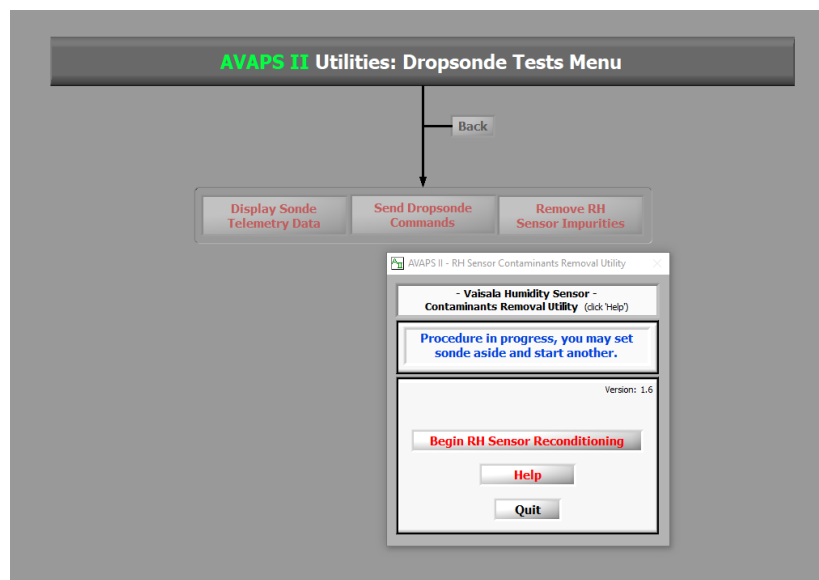 AVAPS II Utilities: Dropsonde Tests Menu
Back
Display Sonde
Telemetry Data
Send Dropsonde
Commands
Remove RH
Sensor Impurities
AVAPS II - RH Sensor Contaminants Removal Utility
- Vaisala Humidity Sensor -
Contaminants Removal Utility (click 'Help')
Procedure in progress, you may set
sonde aside and start another.
Version: 1.6
Begin RH Sensor Reconditioning
Help
Quit